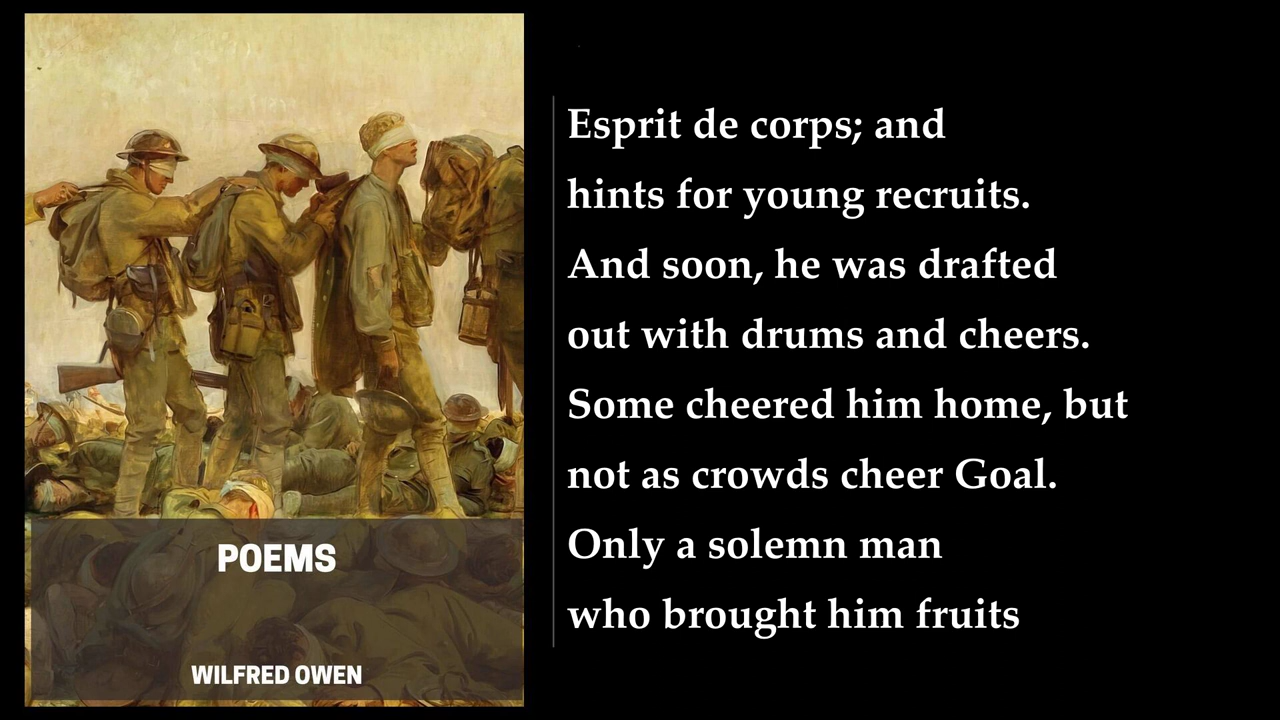 POEMS
WILFRED OWEN
Esprit de corps; and
hints for young recruits.
And soon, he was drafted
out with drums and cheers.
Some cheered him home, but
not as crowds cheer Goal.
Only a solemn man
who brought him fruits